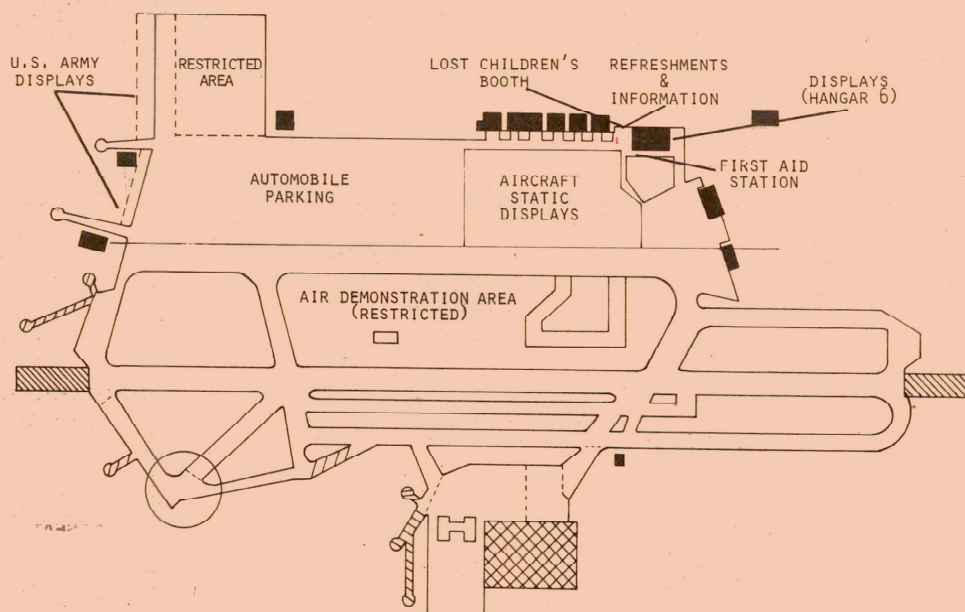 U.S. ARMY
DISPLAYS
RESTRICTED
AREA
LOST CHILDREN'S
BOOTH
REFRESHMENTS
&
INFORMATION
DISPLAYS
(HANGAR 6)
FIRST AID
STATION
AUTOMOBILE
PARKING
AIRCRAFT
STATIC
DISPLAYS
AIR DEMONSTRATION AREA
(RESTRICTED)